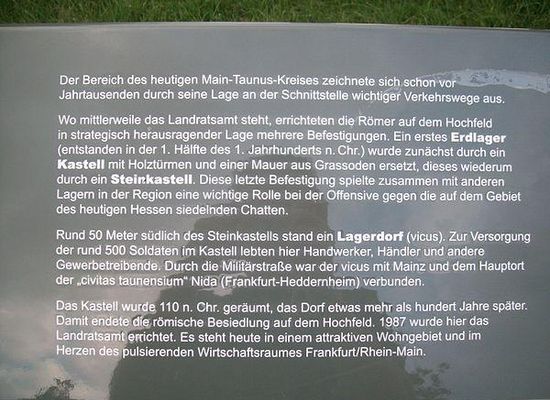 Der Bereich des heutigen Main-Taunus-Kreises zeichnete sich schon vor
Jahrtausenden durch seine Lage an der Schnittstelle wichtiger Verkehrswege aus.
Wo mittlerweile das Landratsamt steht, errichteten die Römer auf dem Hochfeld
in strategisch herausragender Lage mehrere Befestigungen. Ein erstes Erdlager
(entstanden in der 1. Hälfte des 1. Jahrhunderts n. Chr.) wurde zunächst durch ein
Kastell mit Holztürmen und einer Mauer aus Grassoden ersetzt, dieses wiederum
durch ein Steinkastell. Diese letzte Befestigung spielte zusammen mit anderen
Lagern in der Region eine wichtige Rolle bei der Offensive gegen die auf dem Gebiet
des heutigen Hessen siedelnden Chatten.
Rund 50 Meter südlich des Steinkastells stand ein Lagerdorf (vicus). Zur Versorgung
der rund 500 Soldaten im Kastell lebten hier Handwerker, Händler und andere
Gewerbetreibende. Durch die Militärstraße war der vicus mit Mainz und dem Hauptort
der „civitas taunensium“ Nida (Frankfurt-Heddernheim) verbunden.
Das Kastell wurde 110 n. Chr. geräumt, das Dorf etwas mehr als hundert Jahre später.
Damit endete die römische Besiedlung auf dem Hochfeld. 1987 wurde hier das
Landratsamt errichtet. Es steht heute in einem attraktiven Wohngebiet und im
Herzen des pulsierenden Wirtschaftsraumes Frankfurt/Rhein-Main.